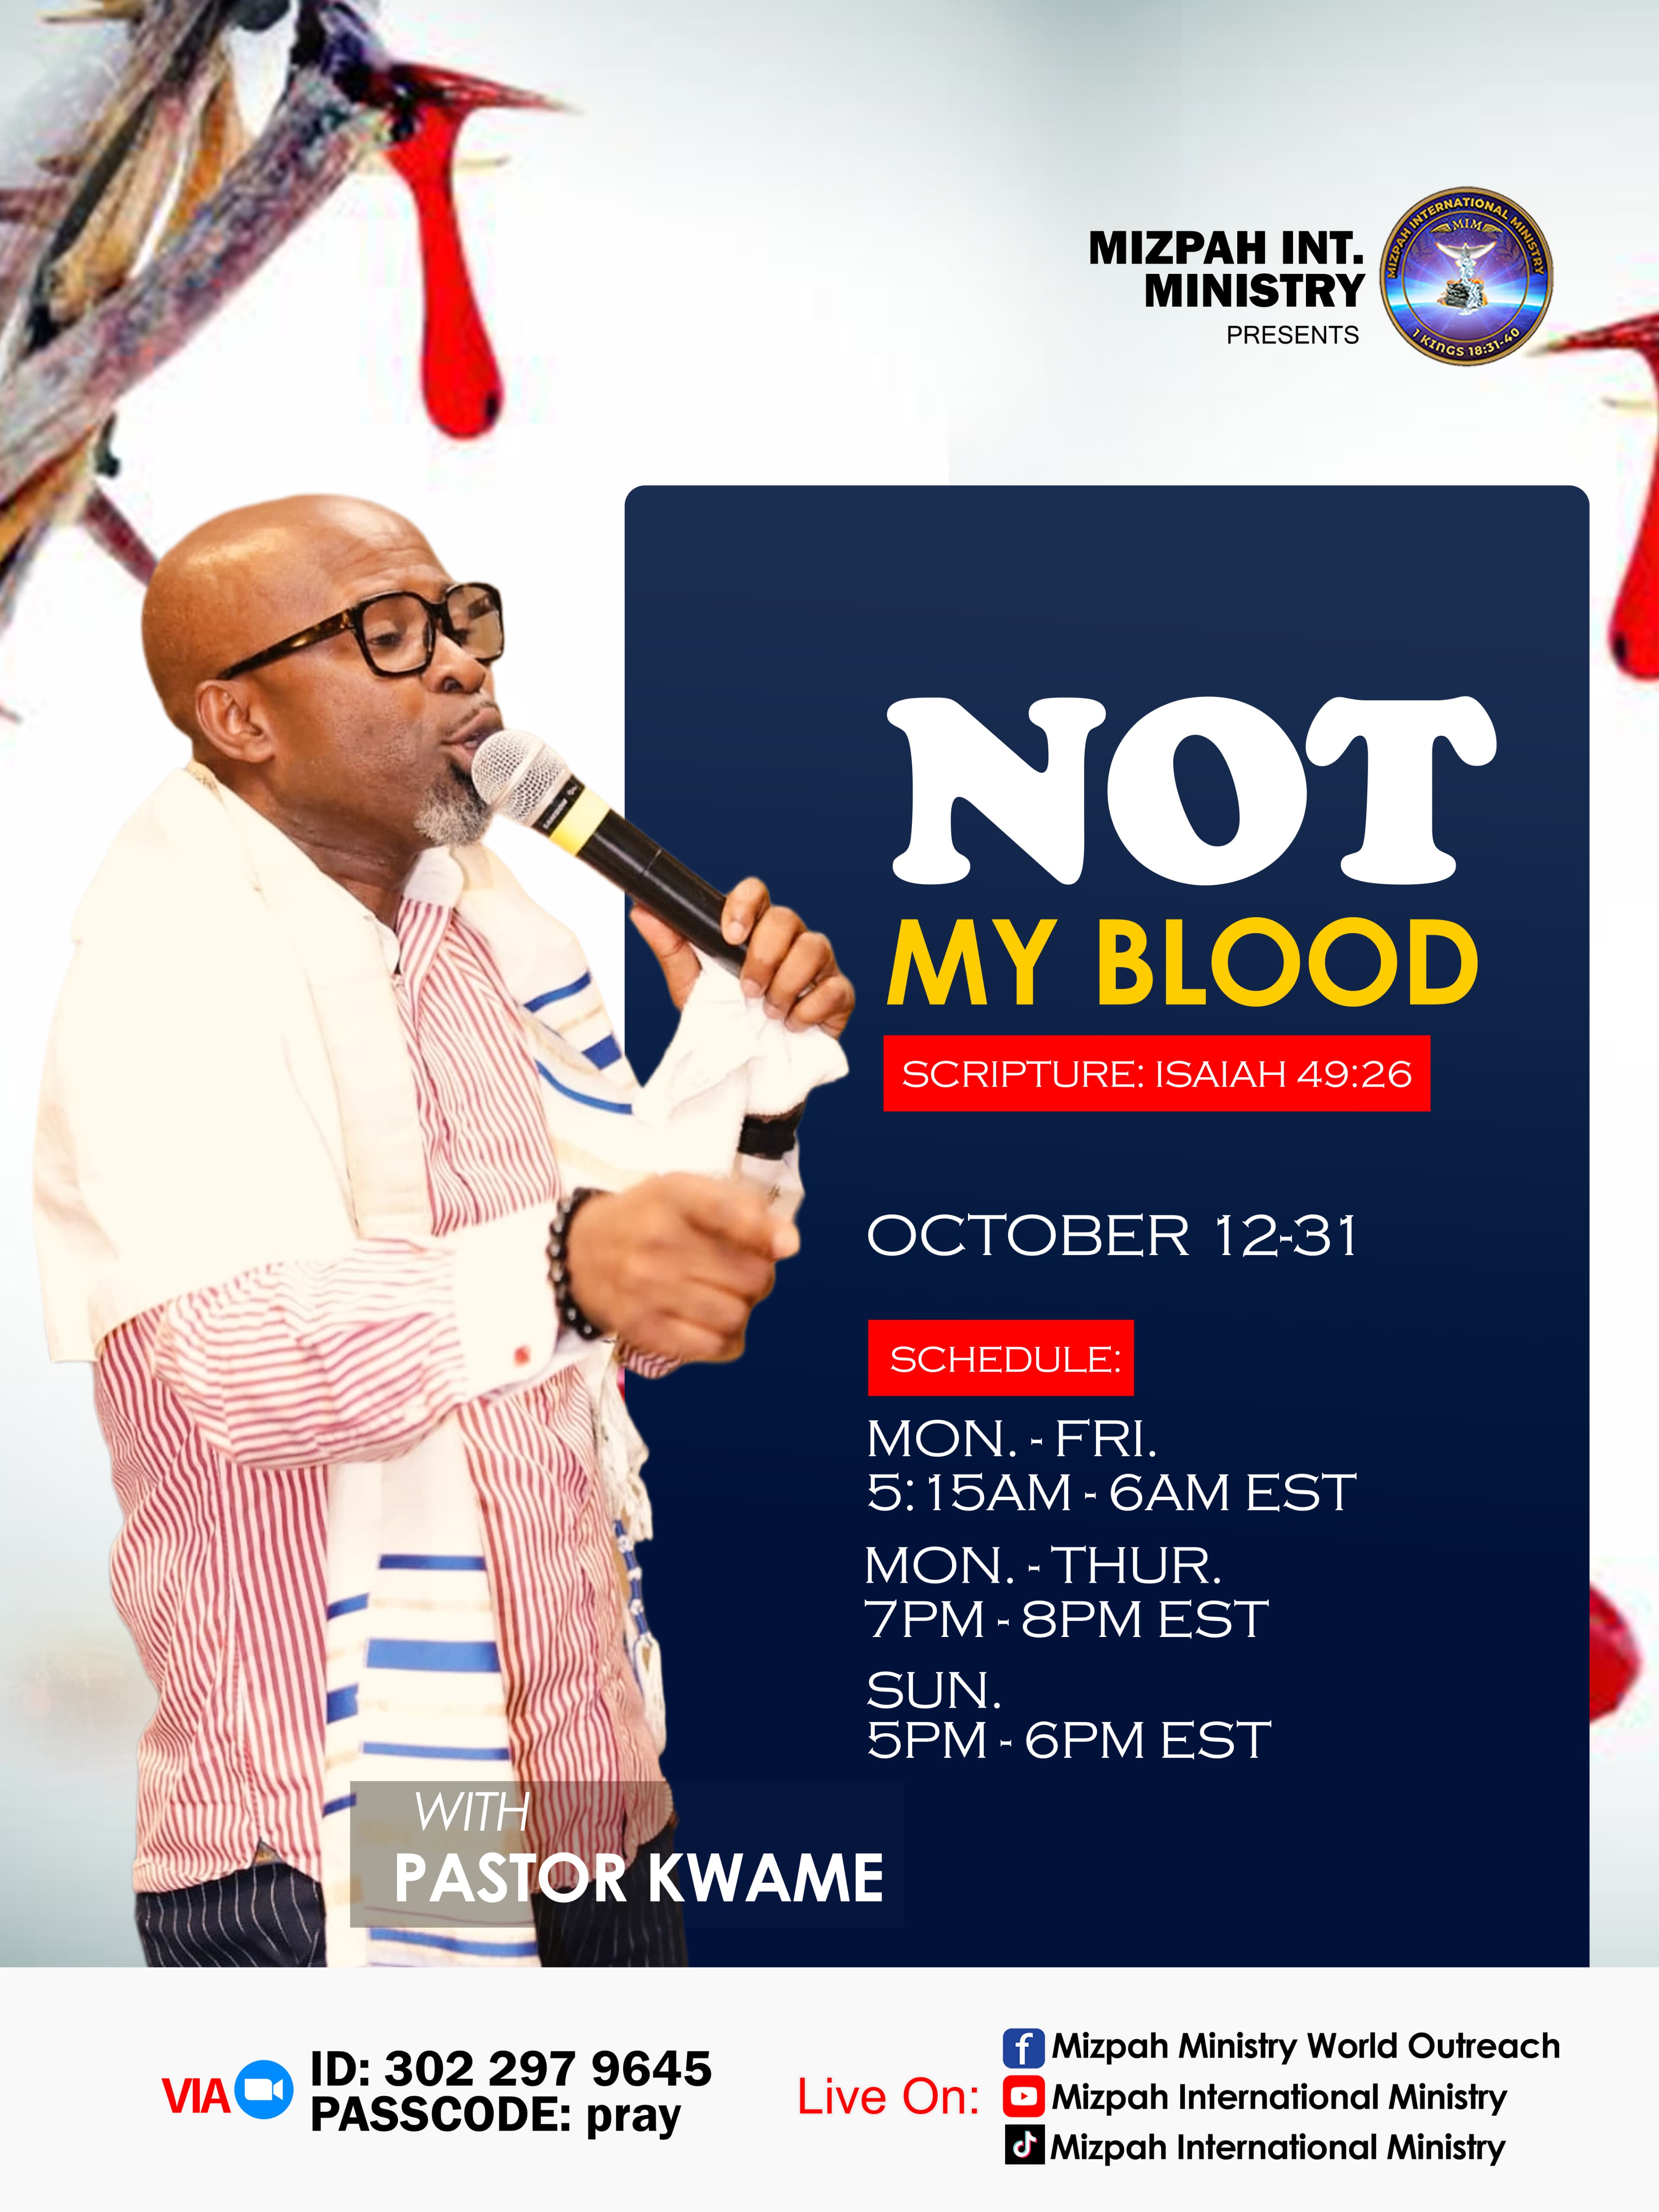 MIZPAH INT.
MINISTRY
PRESENTS
MIZPAH INTERNATIONAL MINISTRY
MIM
1 KINGS 18:31-40
NOT
MY BLOOD
SCRIPTURE: ISAIAH 49:26
OCTOBER 12-31
SCHEDULE:
MON. - FRI.
5:15AM - 6AM EST
MON. - THUR.
7PM - 8PM EST
SUN.
5PM - 6PM EST
WITH
PASTOR KWAME
VIA
ID: 302 297 9645
PASSCODE: pray
Live On:
Mizpah Ministry World Outreach
Mizpah International Ministry
Mizpah International Ministry
SAMSON